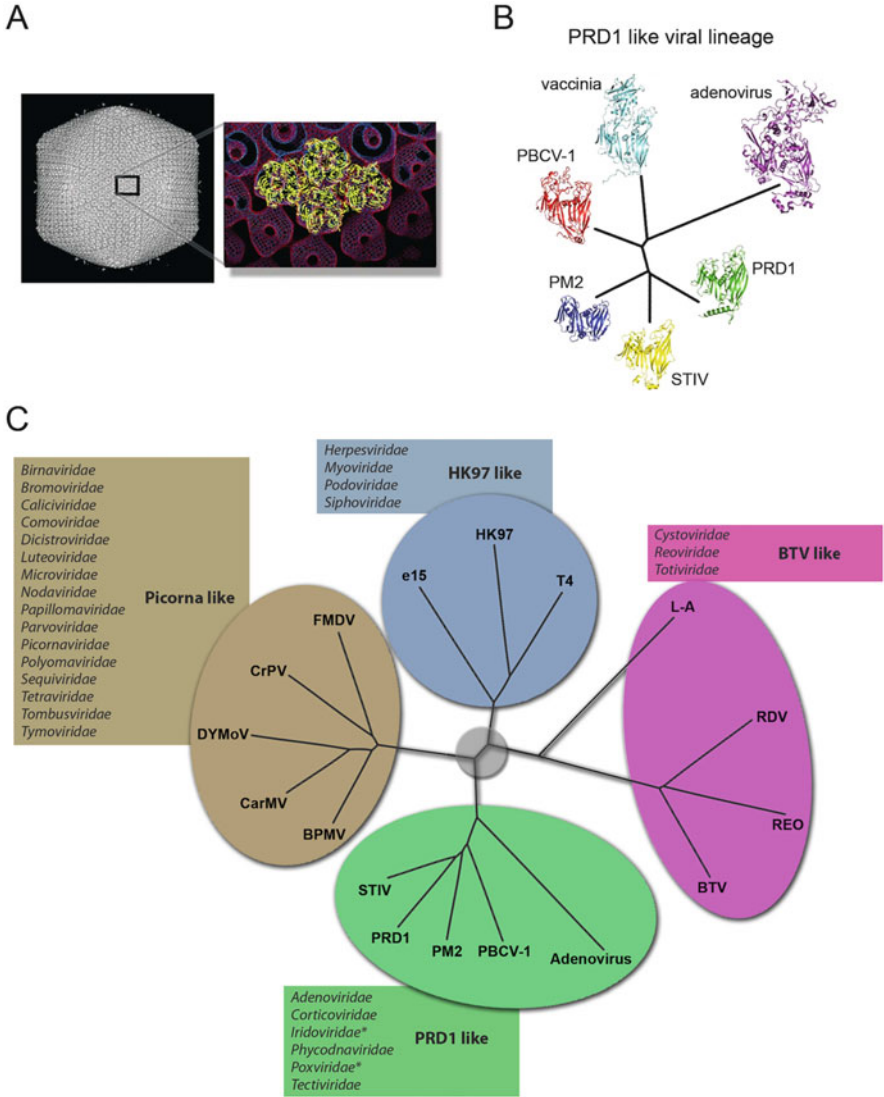 A
B
PRD1 like viral lineage
vaccinia
adenovirus
PBCV-1
PM2
PRD1
STIV
C
Birnaviridae
Bromoviridae
Caliciviridae
Comoviridae
Dicistroviridae
Luteoviridae
Microviridae
Nodaviridae
Papillomaviridae
Parvoviridae
Picornaviridae
Polyomaviridae
Sequiviridae
Tetraviridae
Tombusviridae
Tymoviridae
Picorna like
FMDV
CrPV
DYMoV
CarMV
BPMV
Herpesviridae
Myoviridae
Podoviridae
Siphoviridae
HK97 like
HK97
e15
T4
Cystoviridae
Reoviridae
Totiviridae
BTV like
L-A
RDV
REO
BTV
STIV
PRD1
PM2
PBCV-1
Adenovirus
Adenoviridae
Corticoviridae
Iridoviridae*
Phycodnaviridae
Poxviridae*
Tectiviridae
PRD1 like